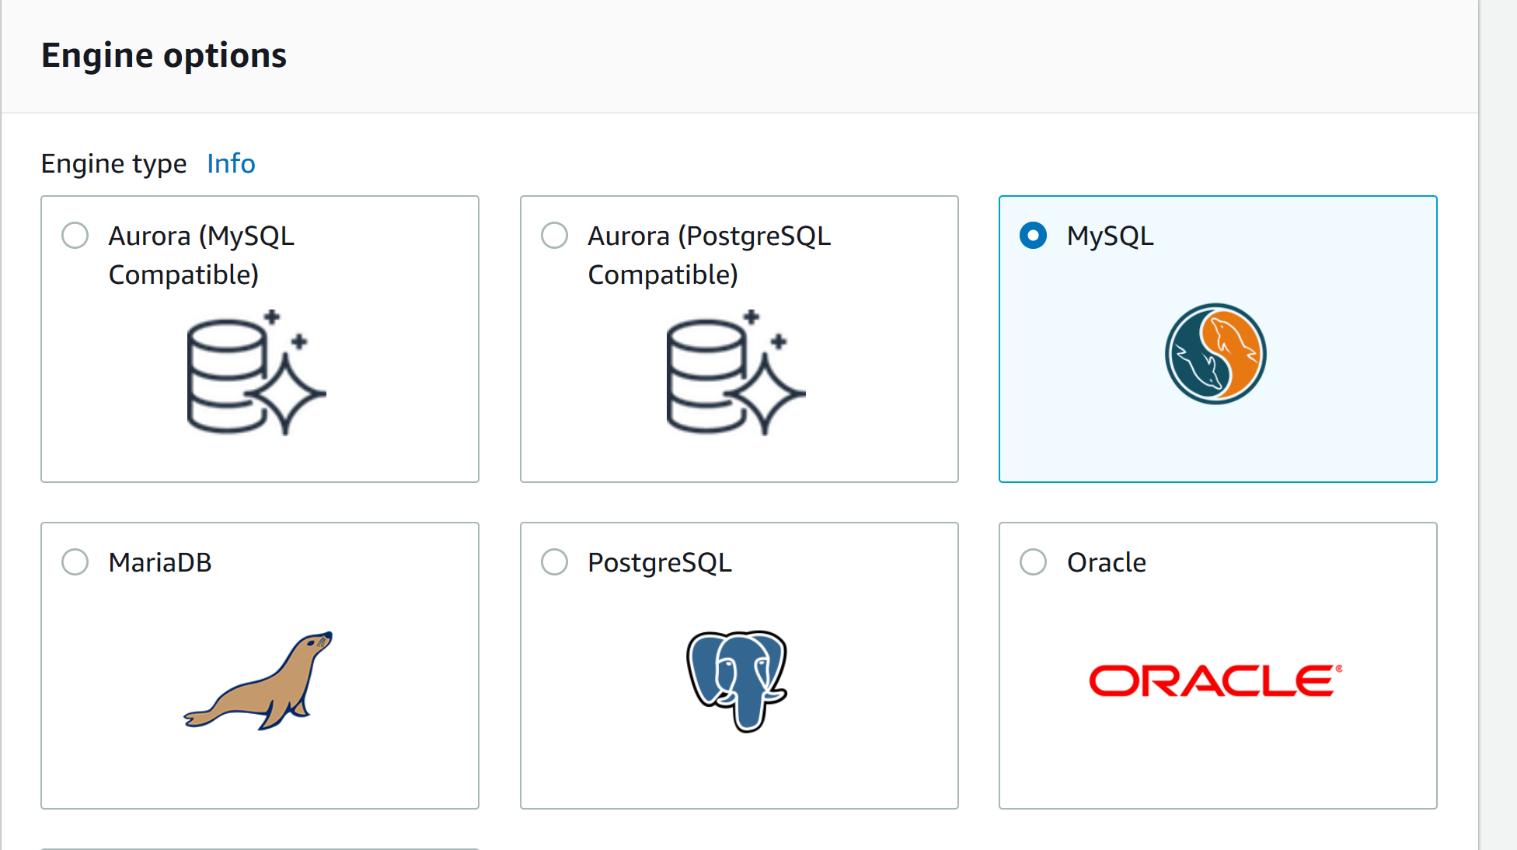 Engine options
Engine type Info
Aurora (MySQL
Compatible)
Aurora (PostgreSQL
Compatible)
MySQL
MariaDB
PostgreSQL
Oracle
ORACLE